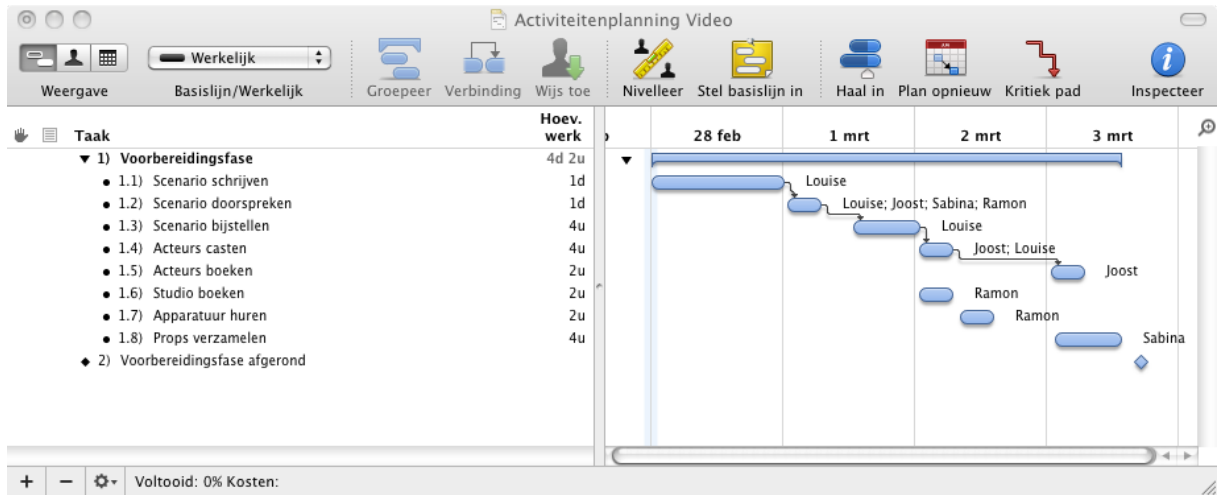 Activiteitenplanning Video
Werkelijk
Weergave Basislijn/Werkelijk Groepeer Verbinding Wijs toe Nivelleer Stel basislijn in Haal in Plan opnieuw Kritiek pad Inspecteer
Taak Hoev. werk 28 feb 1 mrt 2 mrt 3 mrt
1) Voorbereidingsfase 4d 2u
1.1) Scenario schrijven 1d Louise
1.2) Scenario doorspreken 1d Louise; Joost; Sabina; Ramon
1.3) Scenario bijstellen 4u Louise
1.4) Acteurs casten 4u Joost; Louise
1.5) Acteurs boeken 2u Joost
1.6) Studio boeken 2u Ramon
1.7) Apparatuur huren 2u Ramon
1.8) Props verzamelen 4u Sabina
2) Voorbereidingsfase afgerond
Voltooid: 0% Kosten: